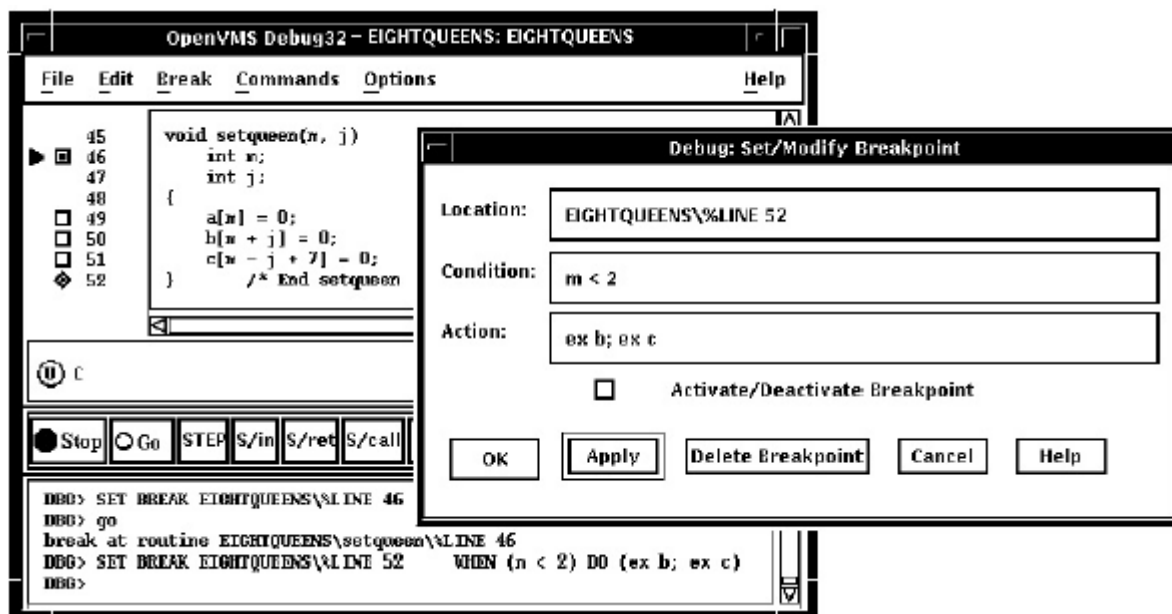 OpenVMS Debug32 – EIGHTQUEENS: EIGHTQUEENS
File Edit Break Commands Options Help
45 void setqueen(m, j)
46 int m;
47 int j;
48 {
49 a[m] = 0;
50 b[m + j] = 0;
51 c[m - j + 7] = 0;
52 } /* End setqueen
C
Stop Go STEP S/in S/ret S/call
DBG> SET BREAK EIGHTQUEENS\%LINE 46
DBG> go
break at routine EIGHTQUEENS\setqueen\%LINE 46
DBG> SET BREAK EIGHTQUEENS\%LINE 52 WHEN (m < 2) DO (ex b; ex c)
DBG>
Debug: Set/Modify Breakpoint
Location: EIGHTQUEENS\%LINE 52
Condition: m < 2
Action: ex b; ex c
Activate/Deactivate Breakpoint
OK Apply Delete Breakpoint Cancel Help